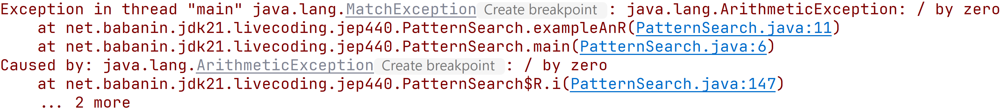 Exception in thread "main" java.lang.MatchException Create breakpoint : java.lang.ArithmeticException: / by zero
at net.babanin.jdk21.livecoding.jep440.PatternSearch.exampleAnR(PatternSearch.java:11)
at net.babanin.jdk21.livecoding.jep440.PatternSearch.main(PatternSearch.java:6)
Caused by: java.lang.ArithmeticException Create breakpoint : / by zero
at net.babanin.jdk21.livecoding.jep440.PatternSearch$R.i(PatternSearch.java:147)
... 2 more